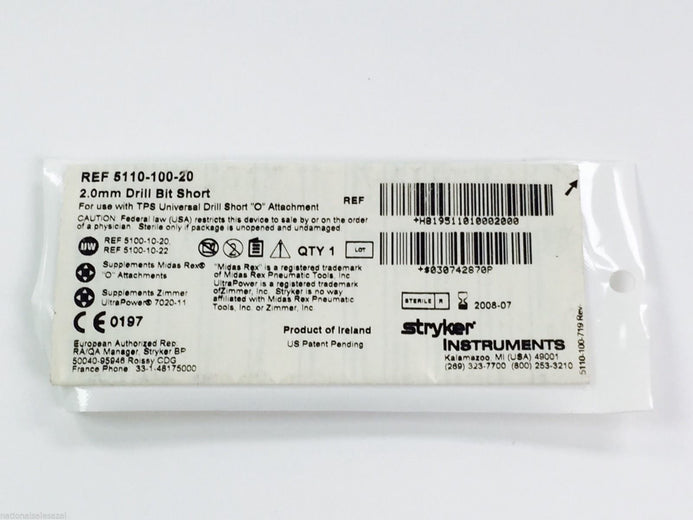 REF 5110-100-20
2.0mm Drill Bit Short
For use with TPS Universal Drill Short "O" Attachment
CAUTION: Federal law (USA) restricts this device to sale by or on the order
of a physician. Sterile only if package is unopened and undamaged
UW
REF 5100-10-20,
REF 5100-10-22
QTY 1
LOT
Supplements Midas Rex®
"O" Attachments
Supplements Zimmer
UltraPower® 7020-11
"Midas Rex" is a registered trademark
of Midas Rex Pneumatic Tools, Inc
UltraPower is a registered trademark
of Zimmer, Inc. Stryker is no way
affiliated with Midas Rex Pneumatic
Tools, Inc. or Zimmer, Inc.
CE 0197
European Authorized Rep.
RA/QA Manager, Stryker BP
50040-95946 Roissy CDG
France Phone: 33-1-48175000
Product of Ireland
US Patent Pending
REF
+H819511010002000
+$030742870P
STERILE R
2008-07
stryker
INSTRUMENTS
Kalamazoo, MI (USA) 49001
(269) 323-7700 (800) 253-3210
5110-100-719 Rev.